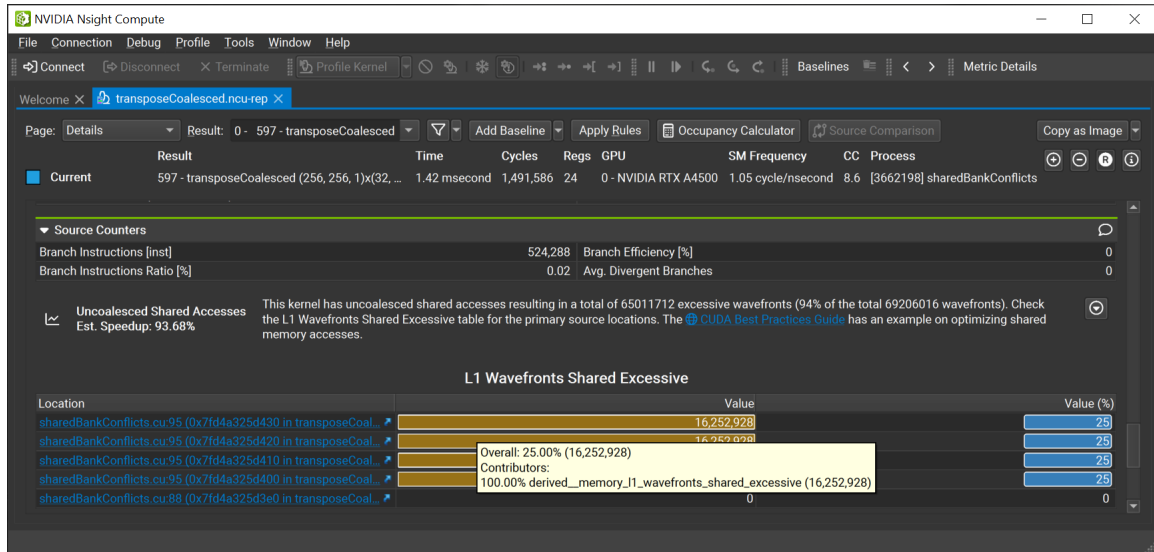 NVIDIA Nsight Compute
File Connection Debug Profile Tools Window Help
Connect Disconnect Terminate Profile Kernel Baselines Metric Details
Welcome transposeCoalesced.ncu-rep
Page: Details Result: 0 - 597 - transposeCoalesced Add Baseline Apply Rules Occupancy Calculator Source Comparison Copy as Image
Result Time Cycles Regs GPU SM Frequency CC Process
Current 597 - transposeCoalesced (256, 256, 1)x(32, ... 1.42 msecond 1,491,586 24 0 - NVIDIA RTX A4500 1.05 cycle/nsecond 8.6 [3662198] sharedBankConflicts
Source Counters
Branch Instructions [inst] 524,288 Branch Efficiency [%] 0
Branch Instructions Ratio [%] 0.02 Avg. Divergent Branches 0
Uncoalesced Shared Accesses
Est. Speedup: 93.68%
This kernel has uncoalesced shared accesses resulting in a total of 65011712 excessive wavefronts (94% of the total 69206016 wavefronts). Check
the L1 Wavefronts Shared Excessive table for the primary source locations. The CUDA Best Practices Guide has an example on optimizing shared
memory accesses.
L1 Wavefronts Shared Excessive
Location Value Value (%)
sharedBankConflicts.cu:95 (0x7fd4a325d430 in transposeCoal... 16,252,928 25
sharedBankConflicts.cu:95 (0x7fd4a325d420 in transposeCoal... 16,252,928 25
sharedBankConflicts.cu:95 (0x7fd4a325d410 in transposeCoal... 25
sharedBankConflicts.cu:95 (0x7fd4a325d400 in transposeCoal... 25
sharedBankConflicts.cu:88 (0x7fd4a325d3e0 in transposeCoal... 0 0
Overall: 25.00% (16,252,928)
Contributors:
100.00% derived__memory_l1_wavefronts_shared_excessive (16,252,928)